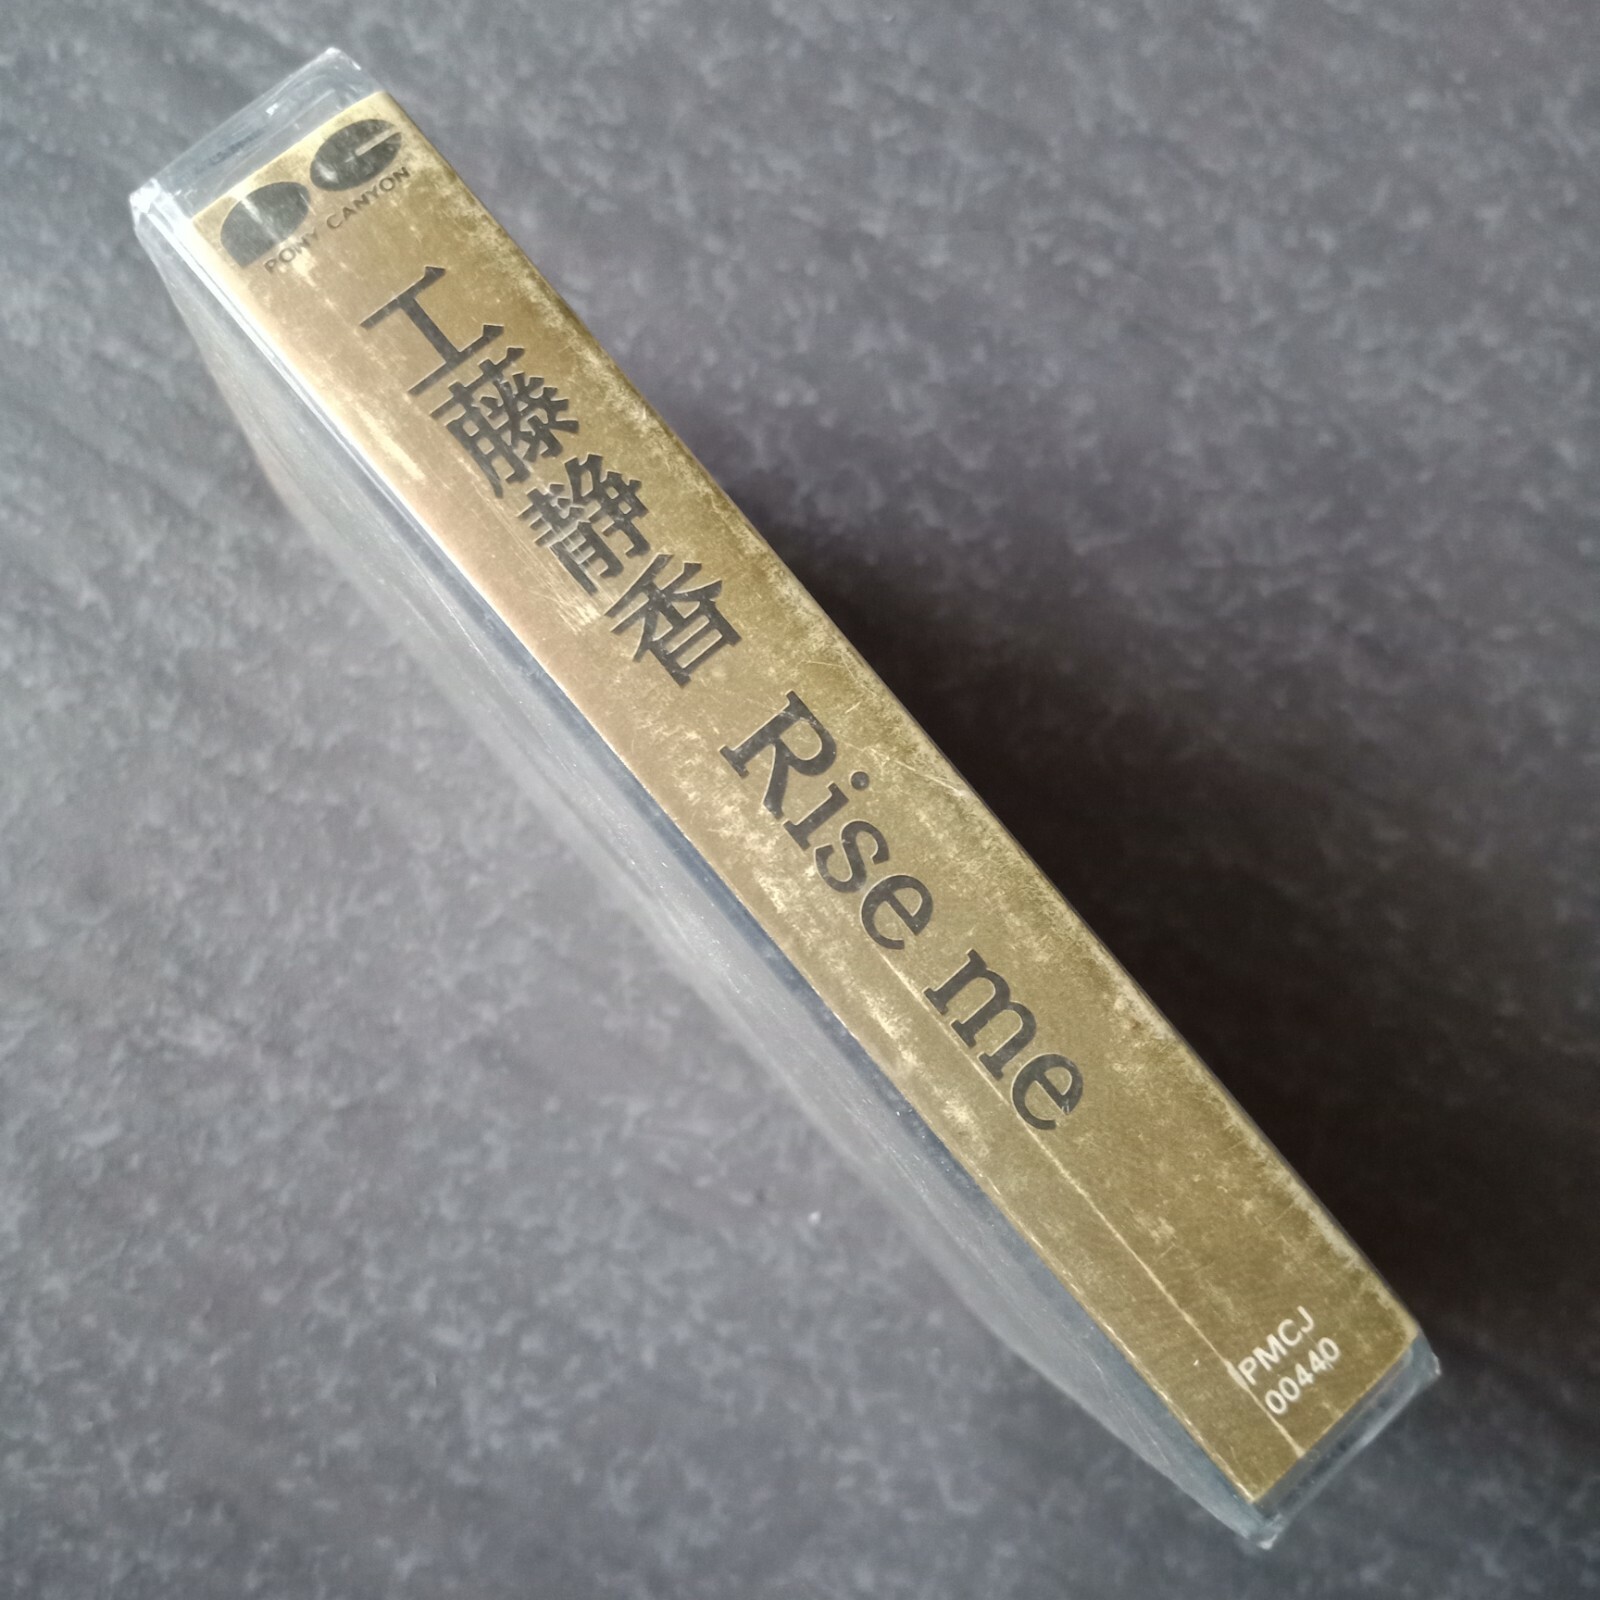 PONY CANYON
工藤静香 Rise me
PMCJ
00440